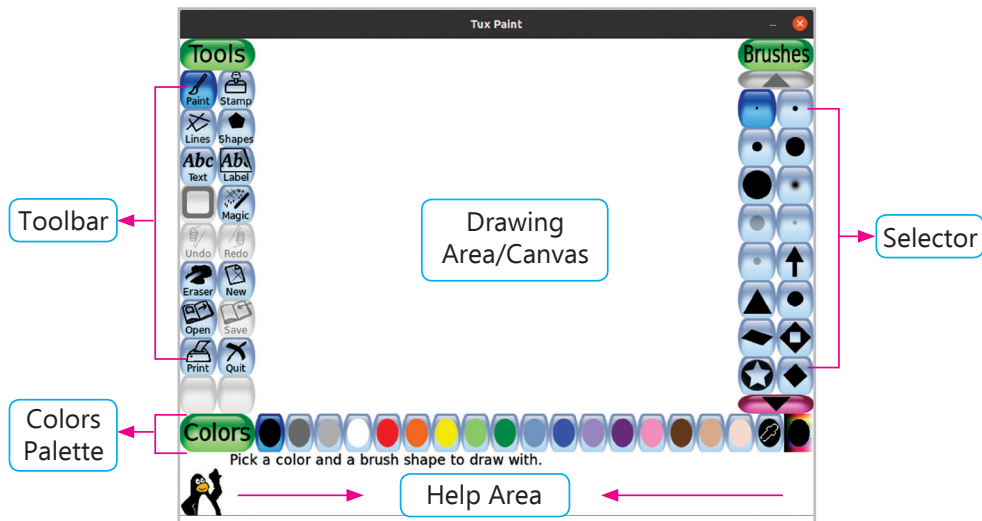 Tux Paint
Tools
Brushes
Paint Stamp
Lines Shapes
Abc Abc
Text Label
Magic
Undo Redo
Eraser New
Open Save
Print Quit
Toolbar
Drawing
Area/Canvas
Selector
Colors
Palette
Colors
Pick a color and a brush shape to draw with.
Help Area